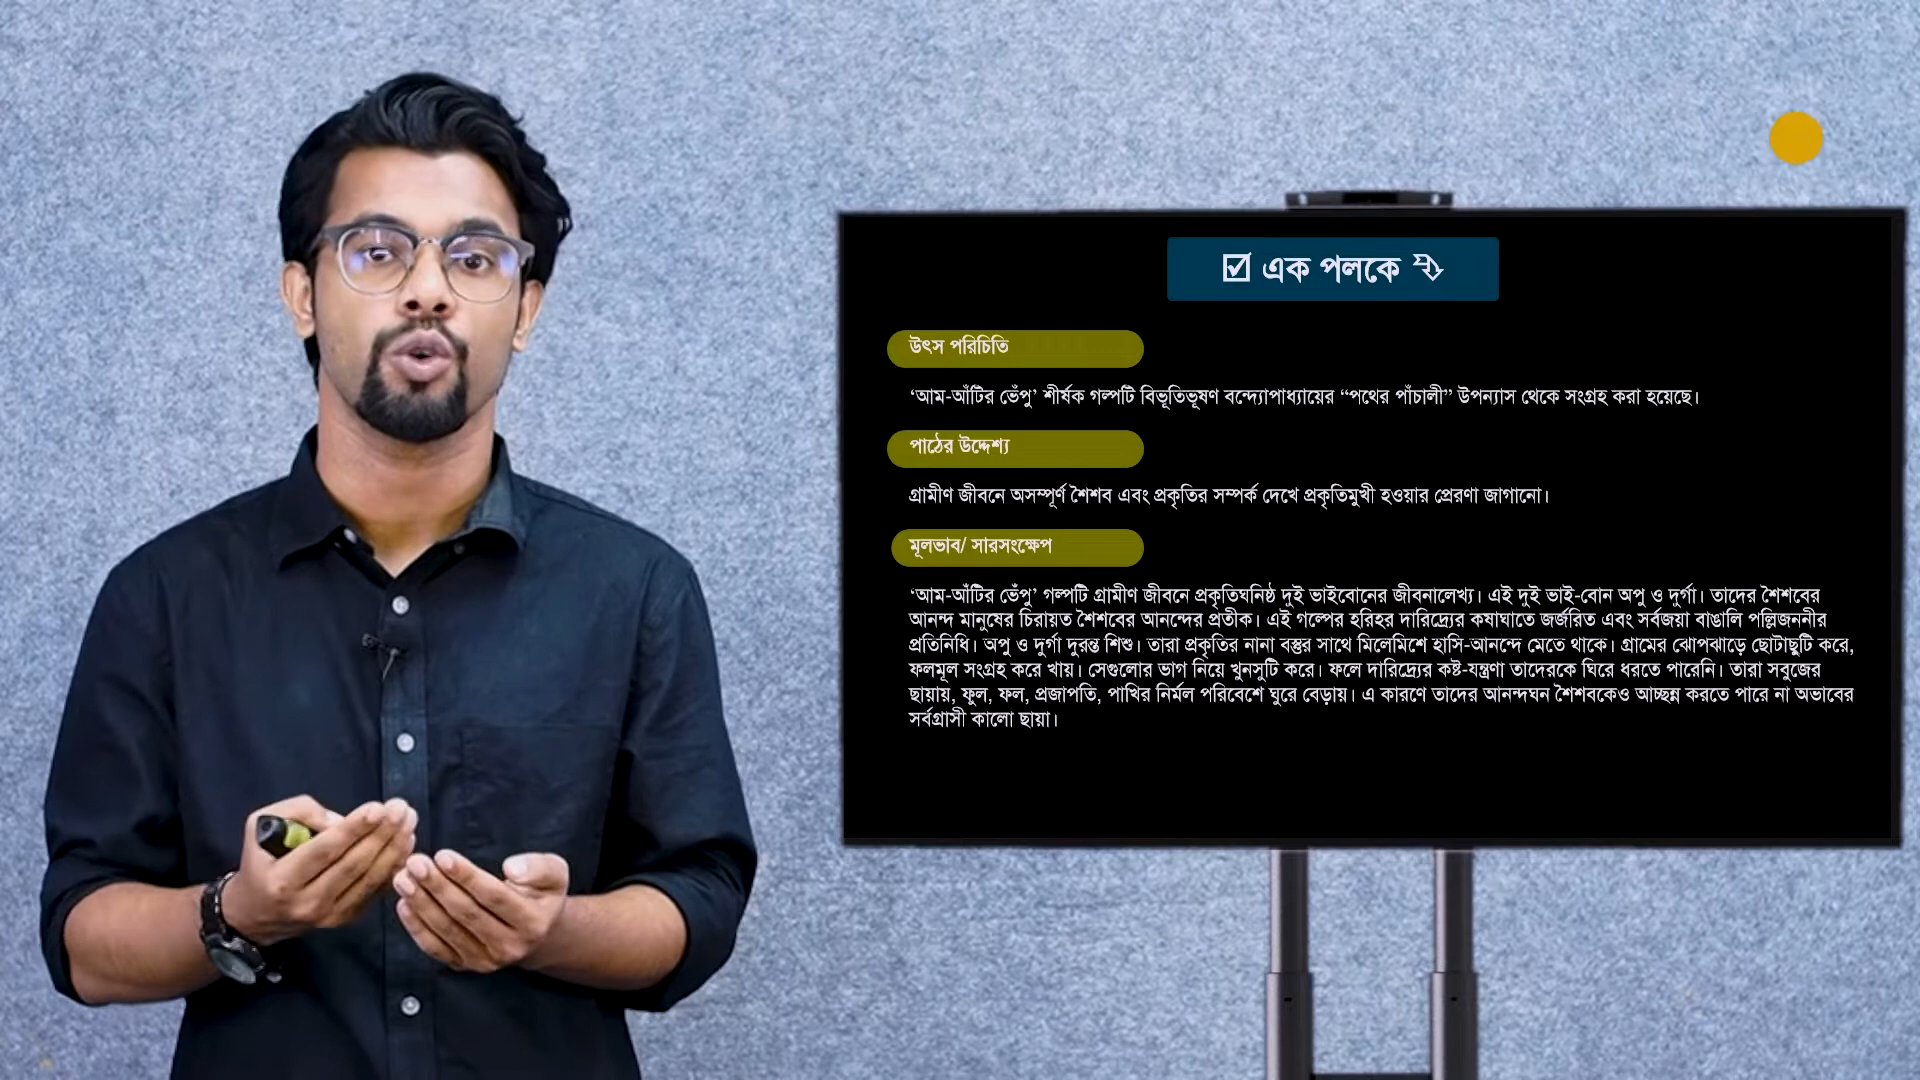 ☑ এক পলকে
উৎস পরিচিতি
‘আম-আঁটির ভেঁপু’ শীর্ষক গল্পটি বিভূতিভূষণ বন্দ্যোপাধ্যায়ের “পথের পাঁচালী” উপন্যাস থেকে সংগ্রহ করা হয়েছে।
পাঠের উদ্দেশ্য
গ্রামীণ জীবনে অসম্পূর্ণ শৈশব এবং প্রকৃতির সম্পর্ক দেখে প্রকৃতিমুখী হওয়ার প্রেরণা জাগানো।
মূলভাব/ সারসংক্ষেপ
‘আম-আঁটির ভেঁপু’ গল্পটি গ্রামীণ জীবনে প্রকৃতিঘনিষ্ঠ দুই ভাইবোনের জীবনালেখ্য। এই দুই ভাই-বোন অপু ও দুর্গা। তাদের শৈশবের
আনন্দ মানুষের চিরায়ত শৈশবের আনন্দের প্রতীক। এই গল্পের হরিহর দারিদ্র্যের কষাঘাতে জর্জরিত এবং সর্বজয়া বাঙালি পল্লিজননীর
প্রতিনিধি। অপু ও দুর্গা দুরন্ত শিশু। তারা প্রকৃতির নানা বস্তুর সাথে মিলেমিশে হাসি-আনন্দে মেতে থাকে। গ্রামের ঝোপঝাড়ে ছোটাছুটি করে,
ফলমূল সংগ্রহ করে খায়। সেগুলোর ভাগ নিয়ে খুনসুটি করে। ফলে দারিদ্র্যের কষ্ট-যন্ত্রণা তাদেরকে ঘিরে ধরতে পারেনি। তারা সবুজের
ছায়ায়, ফুল, ফল, প্রজাপতি, পাখির নির্মল পরিবেশে ঘুরে বেড়ায়। এ কারণে তাদের আনন্দঘন শৈশবকেও আচ্ছন্ন করতে পারে না অভাবের
সর্বগ্রাসী কালো ছায়া।